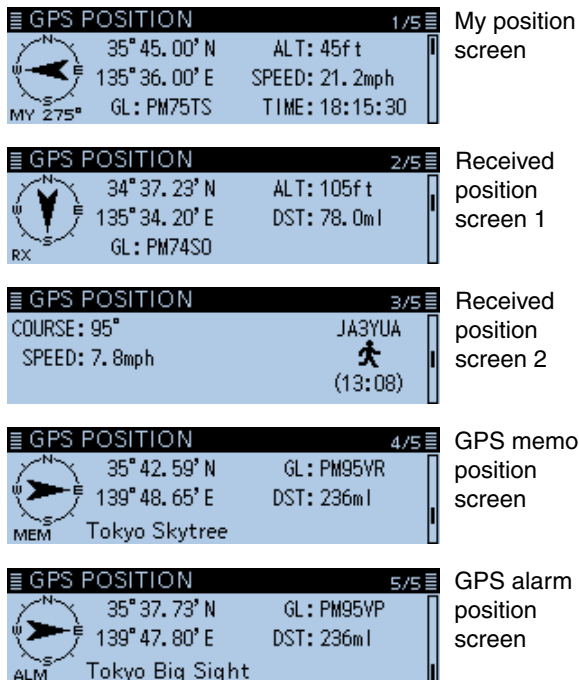 GPS POSITION 1/5
My position screen
N W E S
35°45.00'N ALT: 45ft
135°36.00'E SPEED: 21.2mph
MY 275° GL: PM75TS TIME: 18:15:30
GPS POSITION 2/5
Received position screen 1
N W E S
34°37.23'N ALT: 105ft
135°34.20'E DST: 78.0ml
RX GL: PM74SO
GPS POSITION 3/5
Received position screen 2
COURSE: 95° JA3YUA
SPEED: 7.8mph
(13:08)
GPS POSITION 4/5
GPS memo position screen
N W E S
35°42.59'N GL: PM95VR
139°48.65'E DST: 236ml
MEM Tokyo Skytree
GPS POSITION 5/5
GPS alarm position screen
N W E S
35°37.73'N GL: PM95VP
139°47.80'E DST: 236ml
ALM Tokyo Big Sight